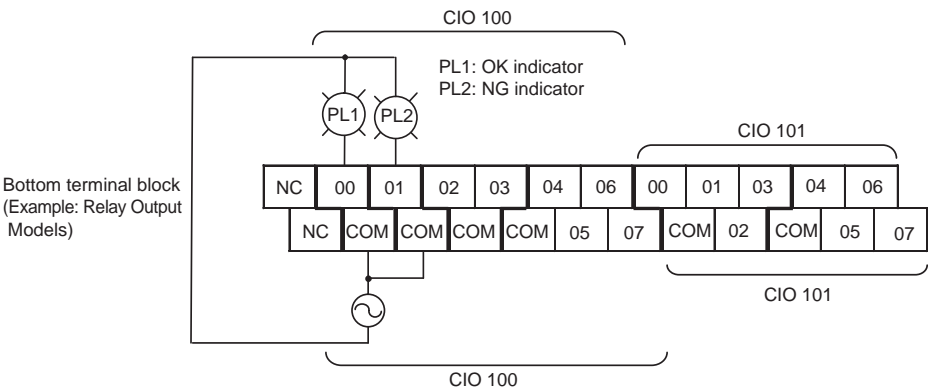 CIO 100
PL1: OK indicator
PL2: NG indicator
PL1 PL2
CIO 101
Bottom terminal block
(Example: Relay Output
Models)
NC 00 01 02 03 04 06 00 01 03 04 06
NC COM COM COM COM 05 07 COM 02 COM 05 07
CIO 101
CIO 100